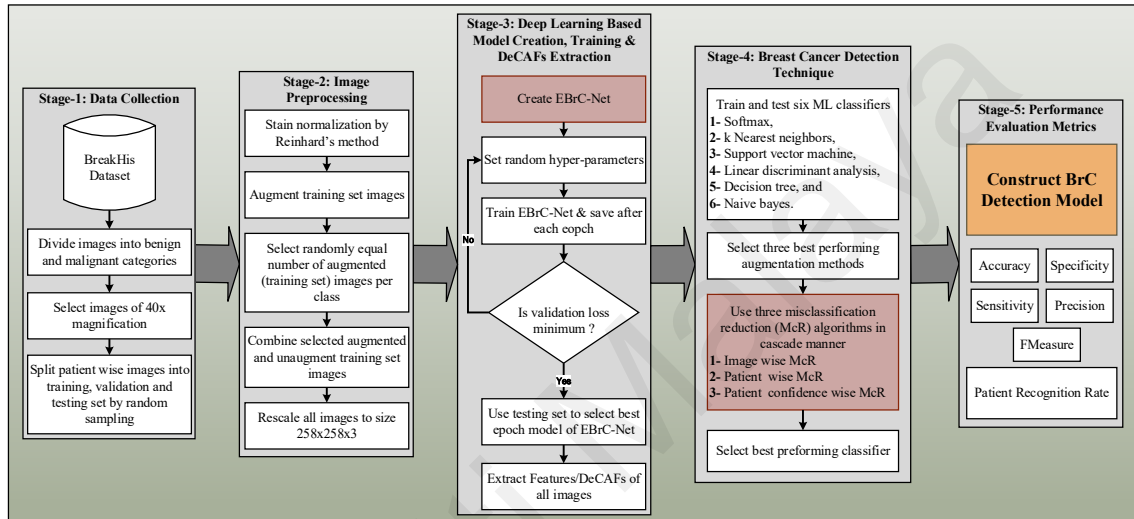 Stage-1: Data Collection
BreakHis
Dataset
Divide images into benign
and malignant categories
Select images of 40x
magnification
Split patient wise images into
training, validation and
testing set by random
sampling
Stage-2: Image
Preprocessing
Stain normalization by
Reinhard's method
Augment training set images
Select randomly equal
number of augmented
(training set) images per
class
Combine selected augmented
and unaugment training set
images
Rescale all images to size
258x258x3
Stage-3: Deep Learning Based
Model Creation, Training &
DeCAFs Extraction
Create EBrC-Net
Set random hyper-parameters
Train EBrC-Net & save after
each eopch
No
Is validation loss
minimum ?
Yes
Use testing set to select best
epoch model of EBrC-Net
Extract Features/DeCAFs of
all images
Stage-4: Breast Cancer Detection
Technique
Train and test six ML classifiers
1- Softmax,
2- k Nearest neighbors,
3- Support vector machine,
4- Linear discriminant analysis,
5- Decision tree, and
6- Naive bayes.
Select three best performing
augmentation methods
Use three misclassification
reduction (McR) algorithms in
cascade manner
1- Image wise McR
2- Patient wise McR
3- Patient confidence wise McR
Select best preforming classifier
Stage-5: Performance
Evaluation Metrics
Construct BrC
Detection Model
Accuracy
Specificity
Sensitivity
Precision
FMeasure
Patient Recognition Rate
Malaya